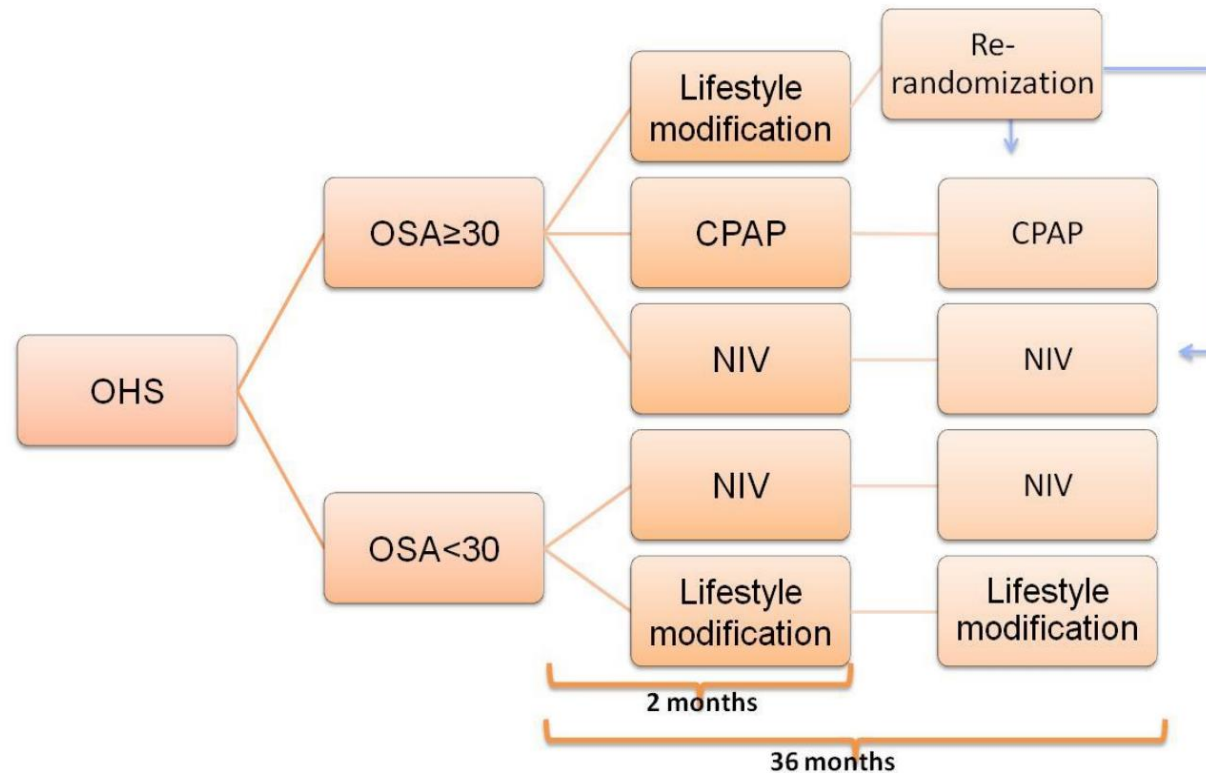 Re-
randomization
Lifestyle
modification
OSA≥30
CPAP
CPAP
NIV
NIV
OHS
NIV
NIV
OSA<30
Lifestyle
modification
Lifestyle
modification
2 months
36 months